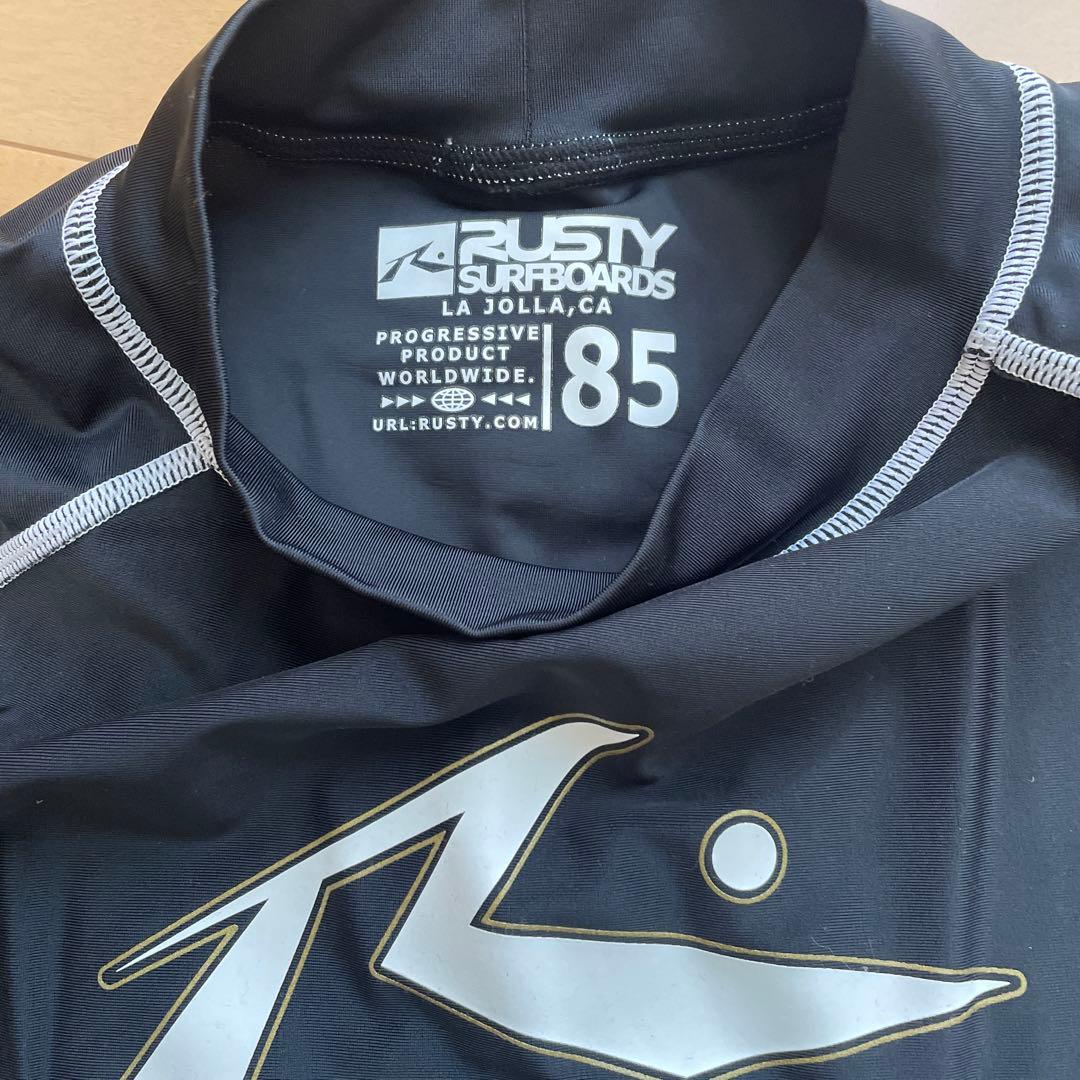 RUSTY
SURFBOARDS
LA JOLLA,CA
PROGRESSIVE
PRODUCT
WORLDWIDE.
85
URL:RUSTY.COM